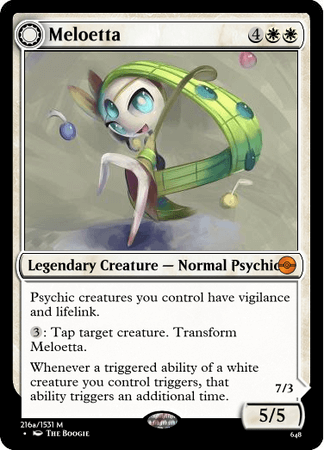 Meloetta 4
Legendary Creature — Normal Psychic
Psychic creatures you control have vigilance
and lifelink.
3: Tap target creature. Transform
Meloetta.
Whenever a triggered ability of a white
creature you control triggers, that
ability triggers an additional time.
7/3
5/5
216a/1531 M
• The Boogie
648